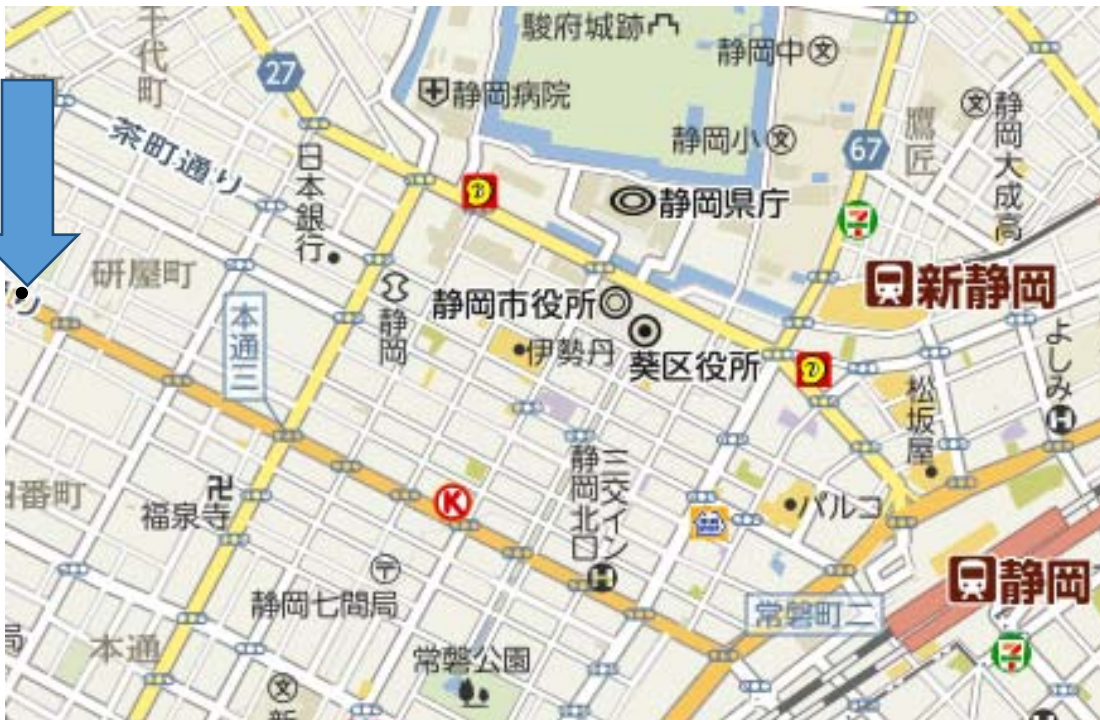 駿府城跡
静岡中
千代町
27
静岡病院
静岡大成高
鷹匠
静岡小
67
茶町通り
日本銀行
静岡県庁
新静岡
研屋町
静岡市役所
本通三
静岡
伊勢丹
葵区役所
よしみ
H
松坂屋
三交イン静岡北口
H
福泉寺
K
パルコ
静岡
静岡七間局
常磐町二
本通
常磐公園
局
新